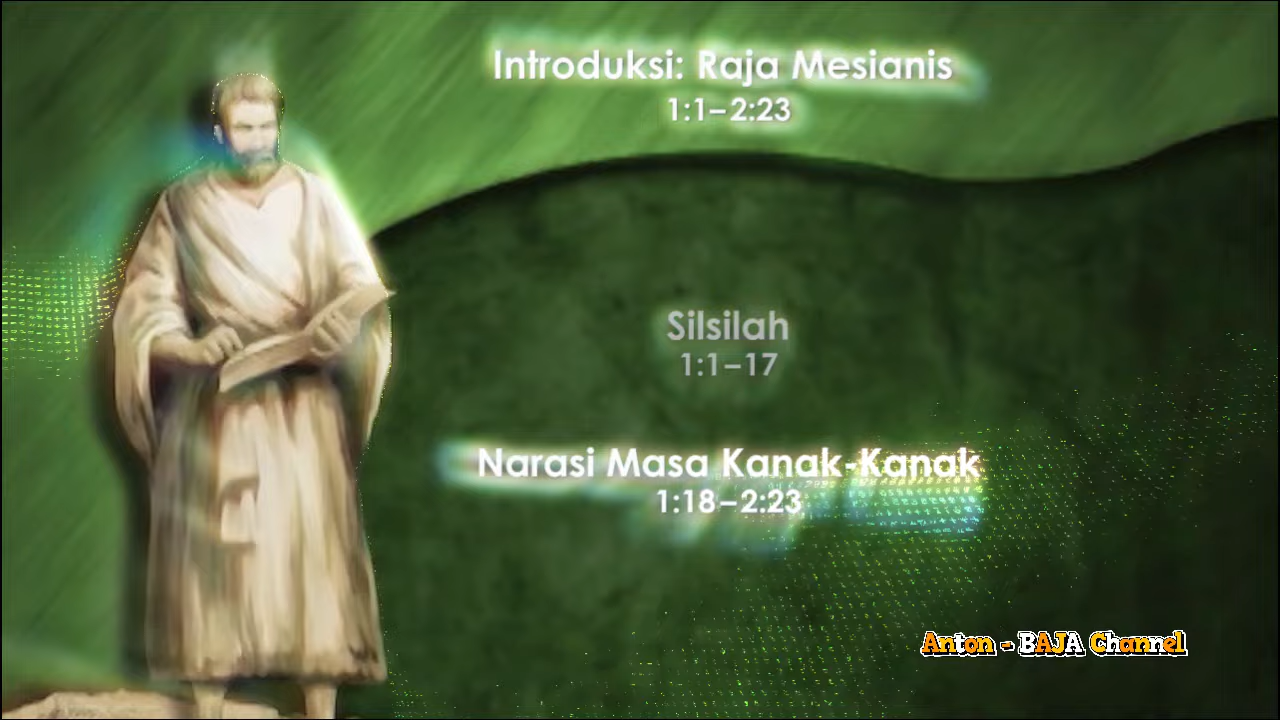 Introduksi: Raja Mesianis
1:1–2:23
Silsilah
1:1–17
Narasi Masa Kanak-Kanak
1:18–2:23
Anton - BAJA Channel